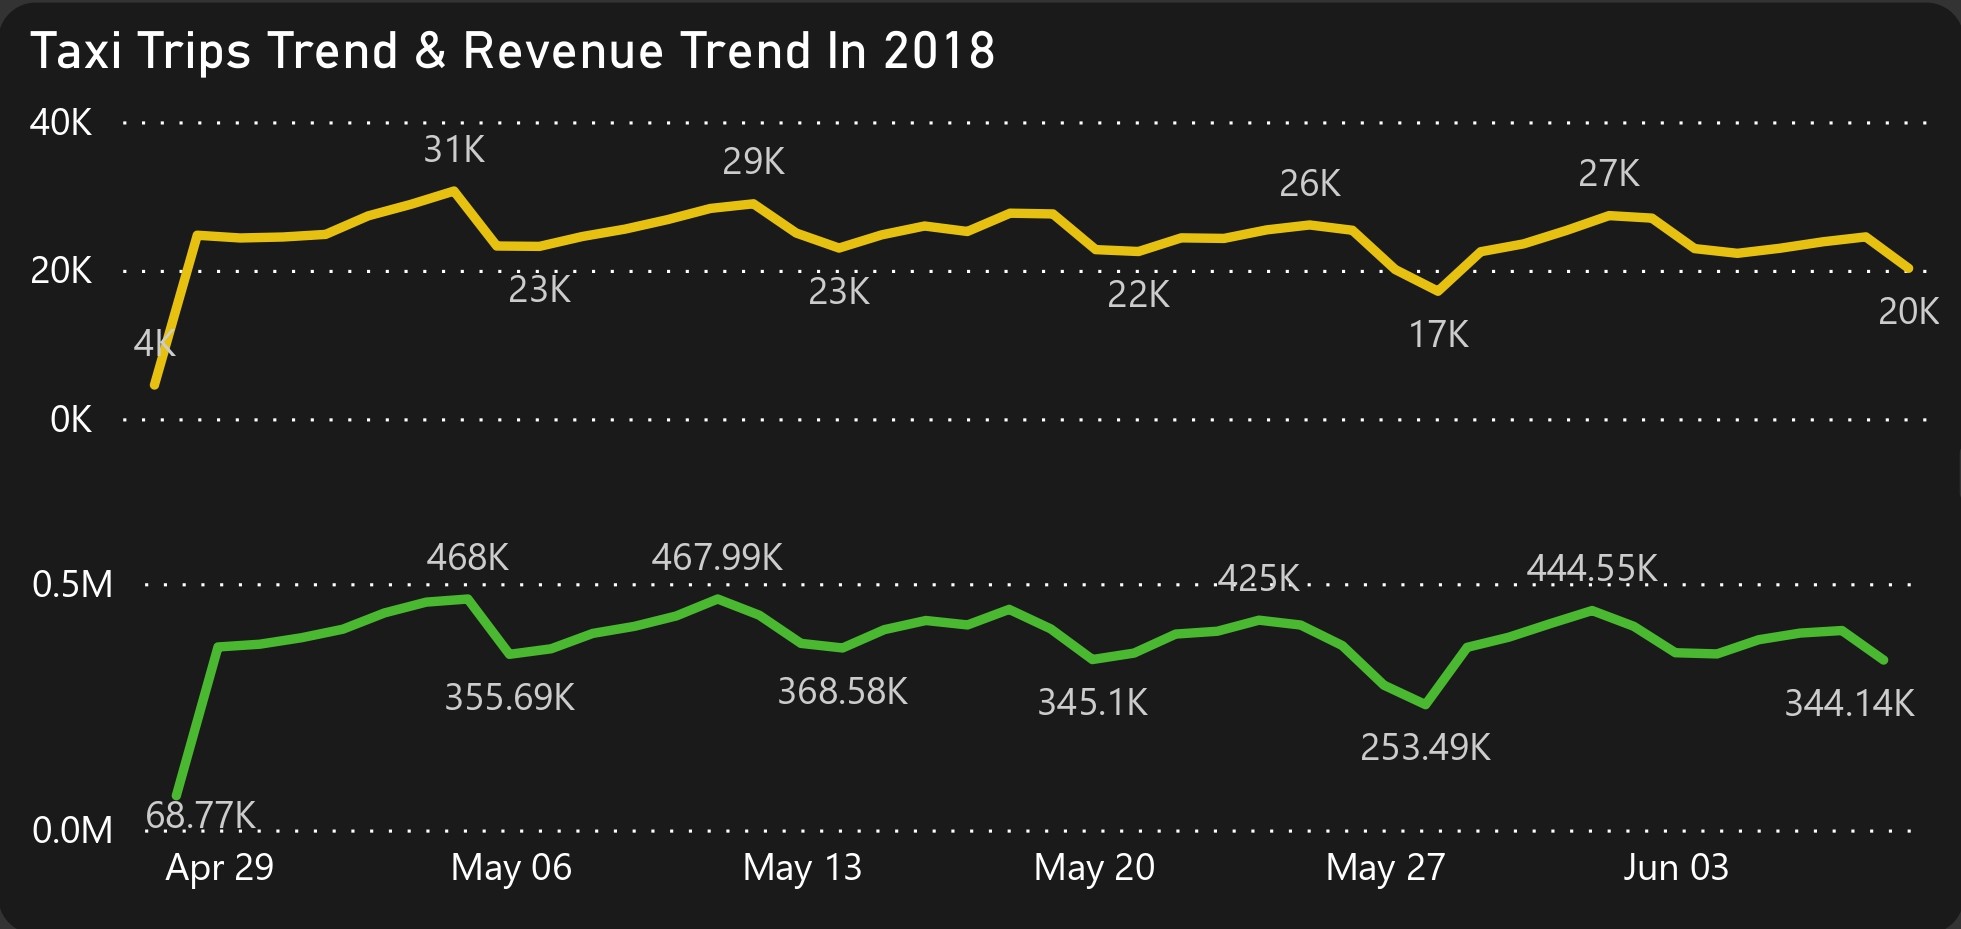 Taxi Trips Trend & Revenue Trend In 2018
40K
31K
29K
26K
27K
20K
23K
23K
22K
17K
20K
4K
0K
468K
467.99K
425K
444.55K
0.5M
355.69K
368.58K
345.1K
253.49K
344.14K
68.77K
0.0M
Apr 29 May 06 May 13 May 20 May 27 Jun 03